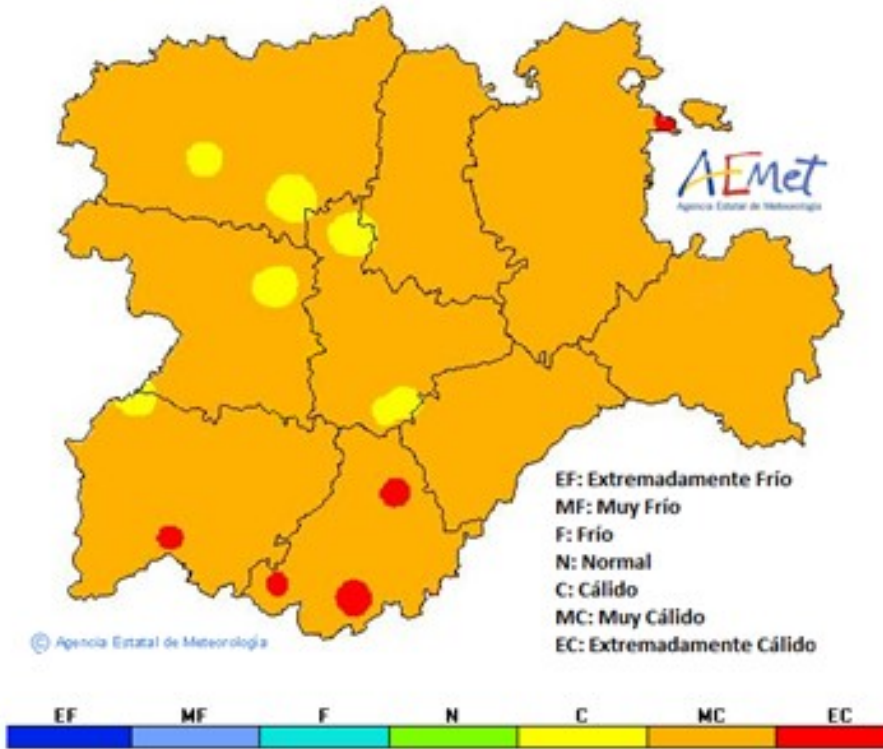 AEMet
Agencia Estatal de Meteorología
EF: Extremadamente Frío
MF: Muy Frío
F: Frío
N: Normal
C: Cálido
MC: Muy Cálido
EC: Extremadamente Cálido
© Agencia Estatal de Meteorología
EF MF F N C MC EC